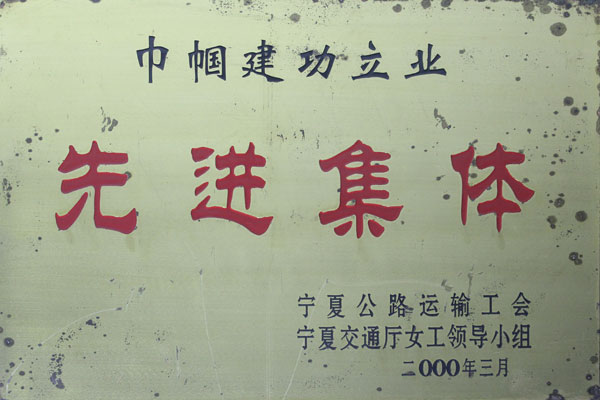 巾帼建功立业
先进集体
宁夏公路运输工会
宁夏交通厅女工领导小组
二000年三月